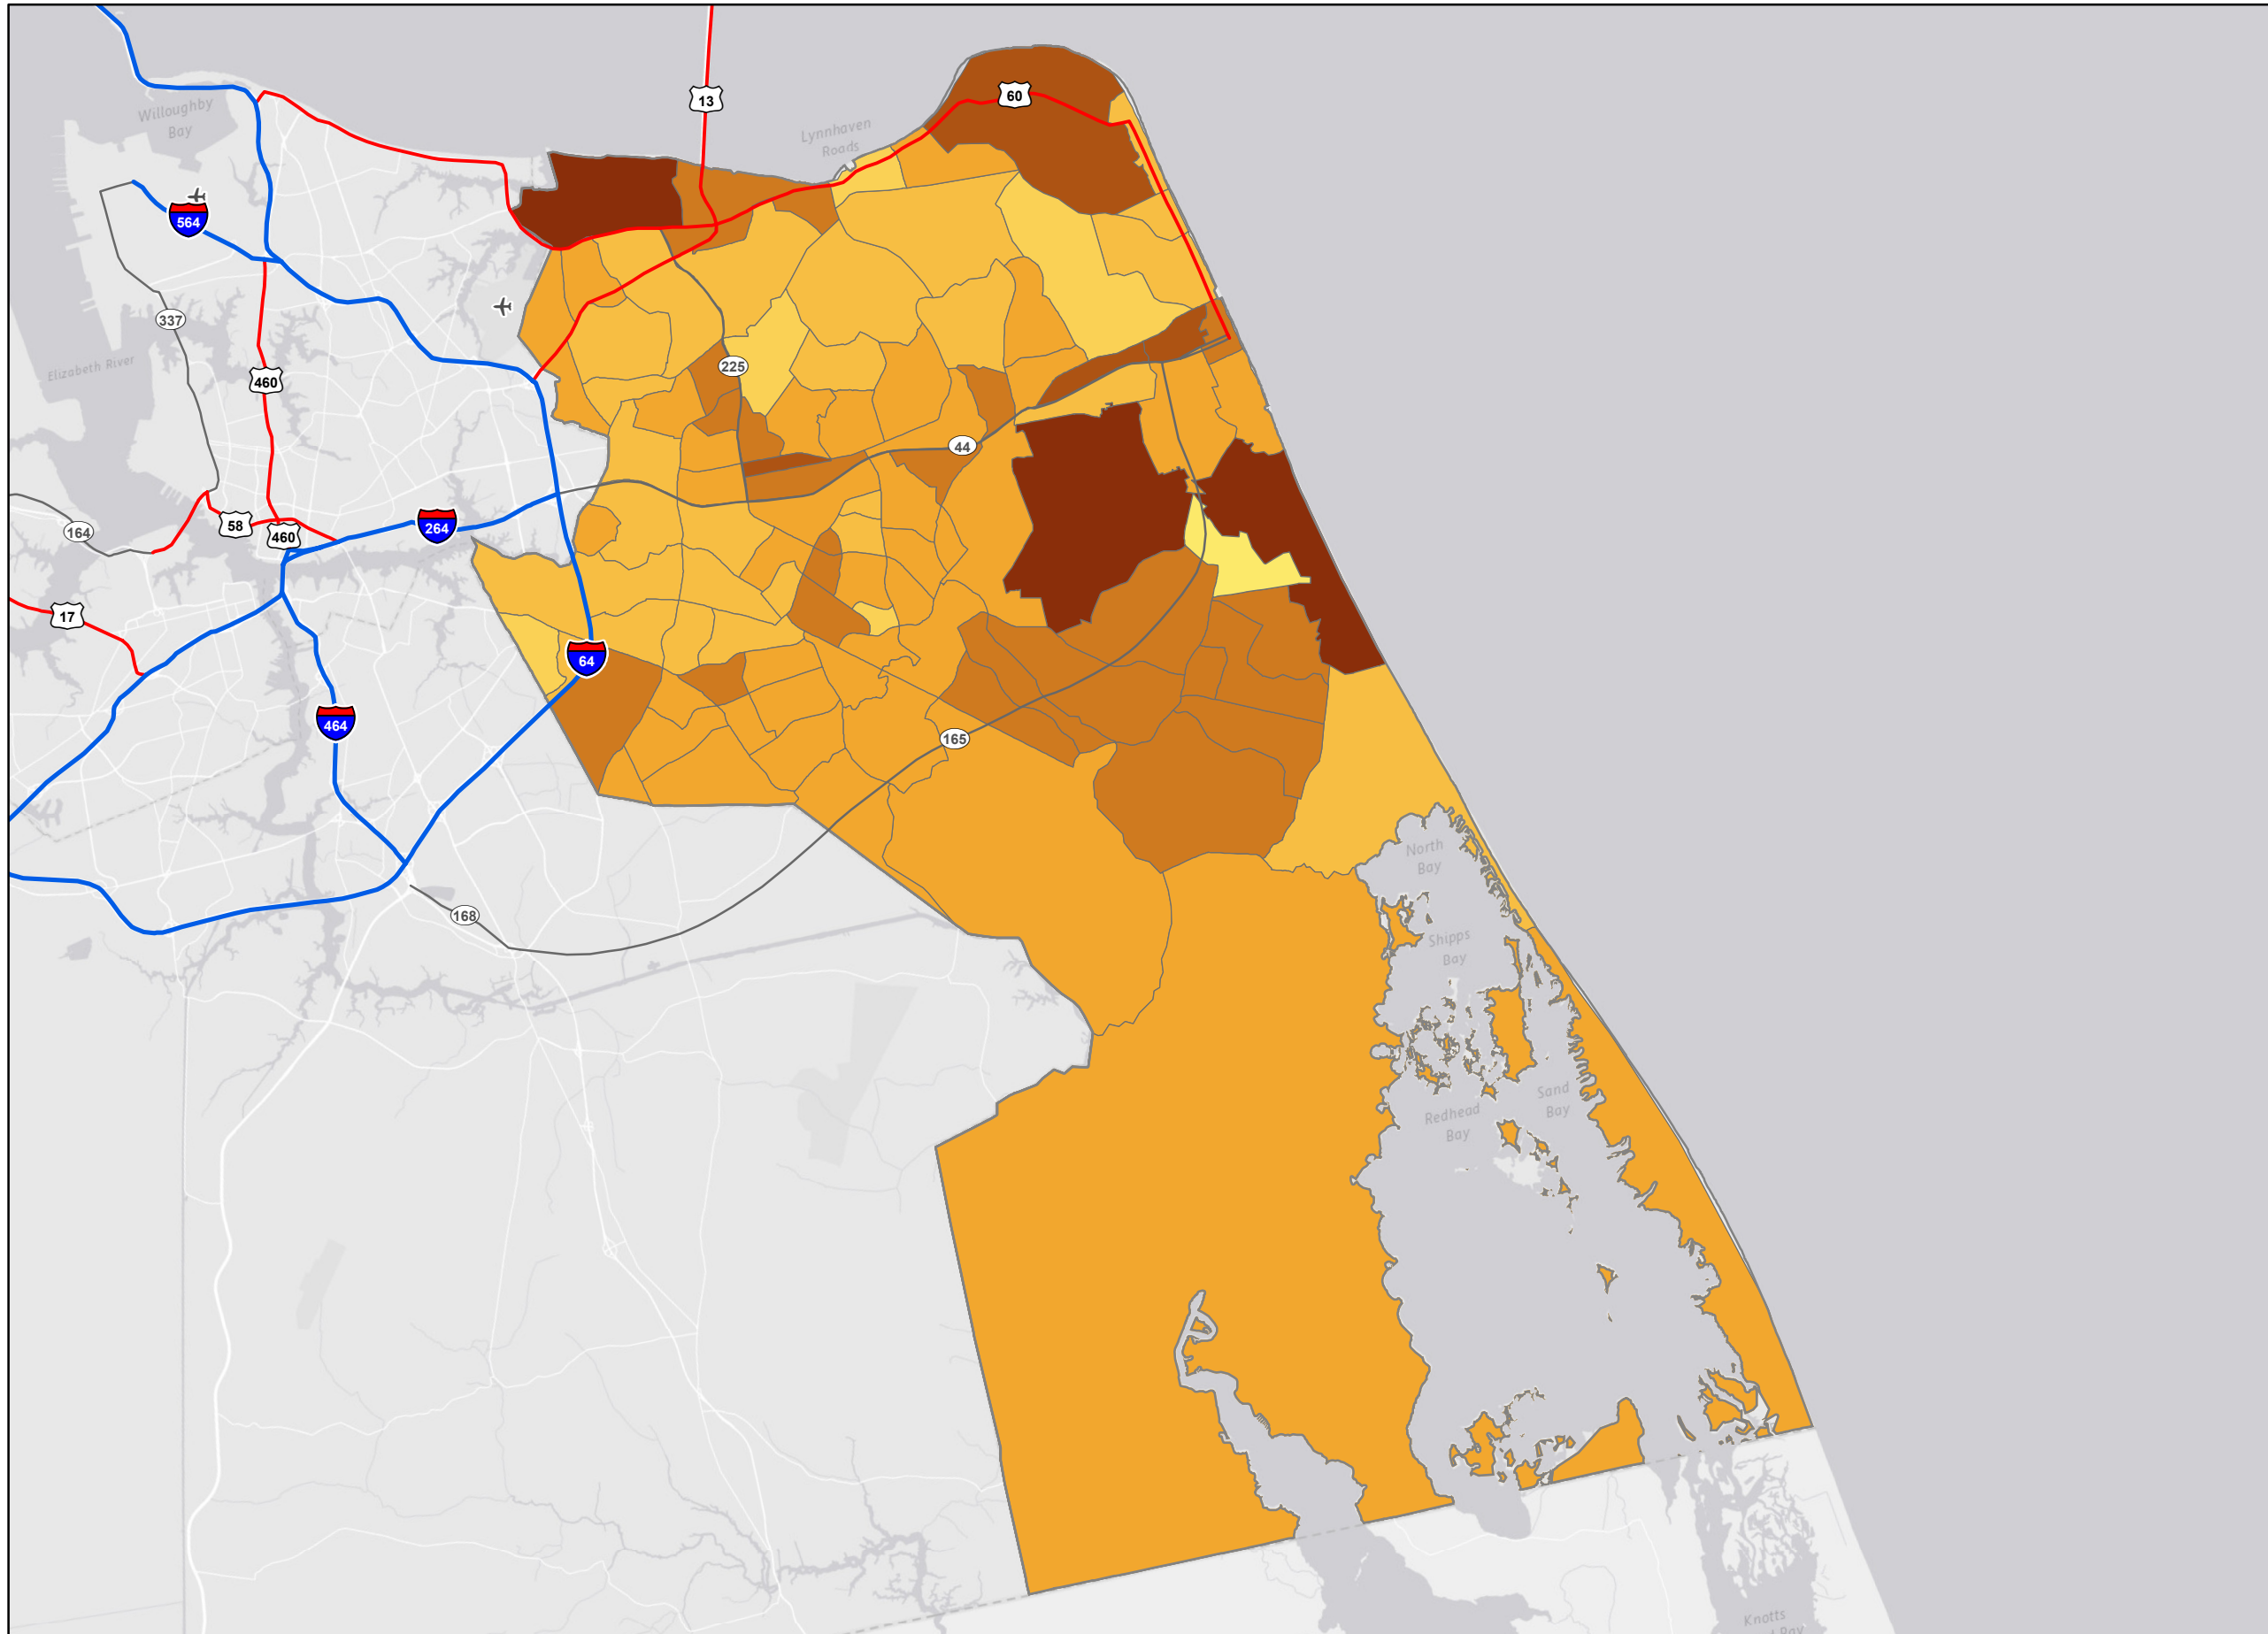 Willoughby
Bay
13
60
Lynnhaven
Roads
564
337
Elizabeth River
460
225
44
164
58
460
264
17
64
464
165
168
North
Bay
Shipps
Bay
Sand
Bay
Redhead
Bay
Knotts